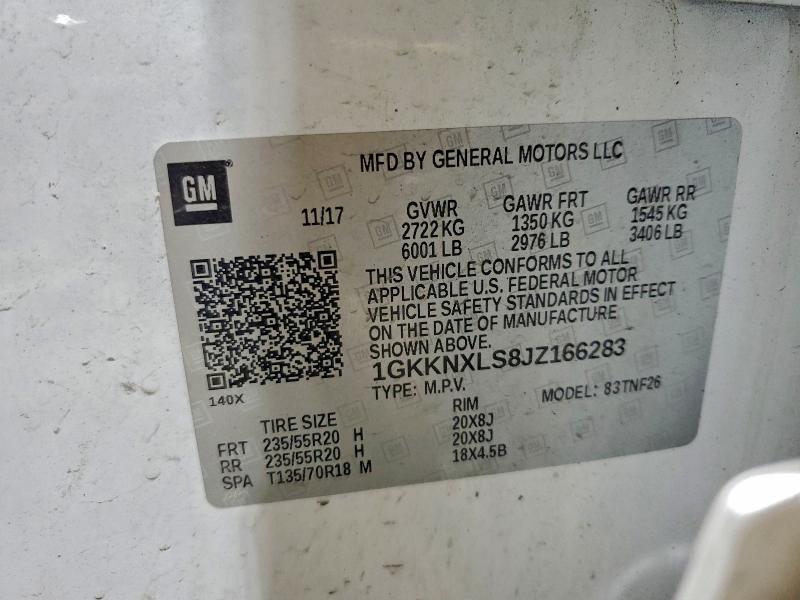 MFD BY GENERAL MOTORS LLC
GM
11/17
GVWR GAWR FRT GAWR RR
2722 KG 1350 KG 1545 KG
6001 LB 2976 LB 3406 LB
THIS VEHICLE CONFORMS TO ALL
APPLICABLE U.S. FEDERAL MOTOR
VEHICLE SAFETY STANDARDS IN EFFECT
ON THE DATE OF MANUFACTURE
SHOWN ABOVE.
1GKKNXLS8JZ166283
TYPE: M.P.V. MODEL: 83TNF26
140X
TIRE SIZE RIM
FRT 235/55R20 H 20X8J
RR 235/55R20 H 20X8J
SPA T135/70R18 M 18X4.5B